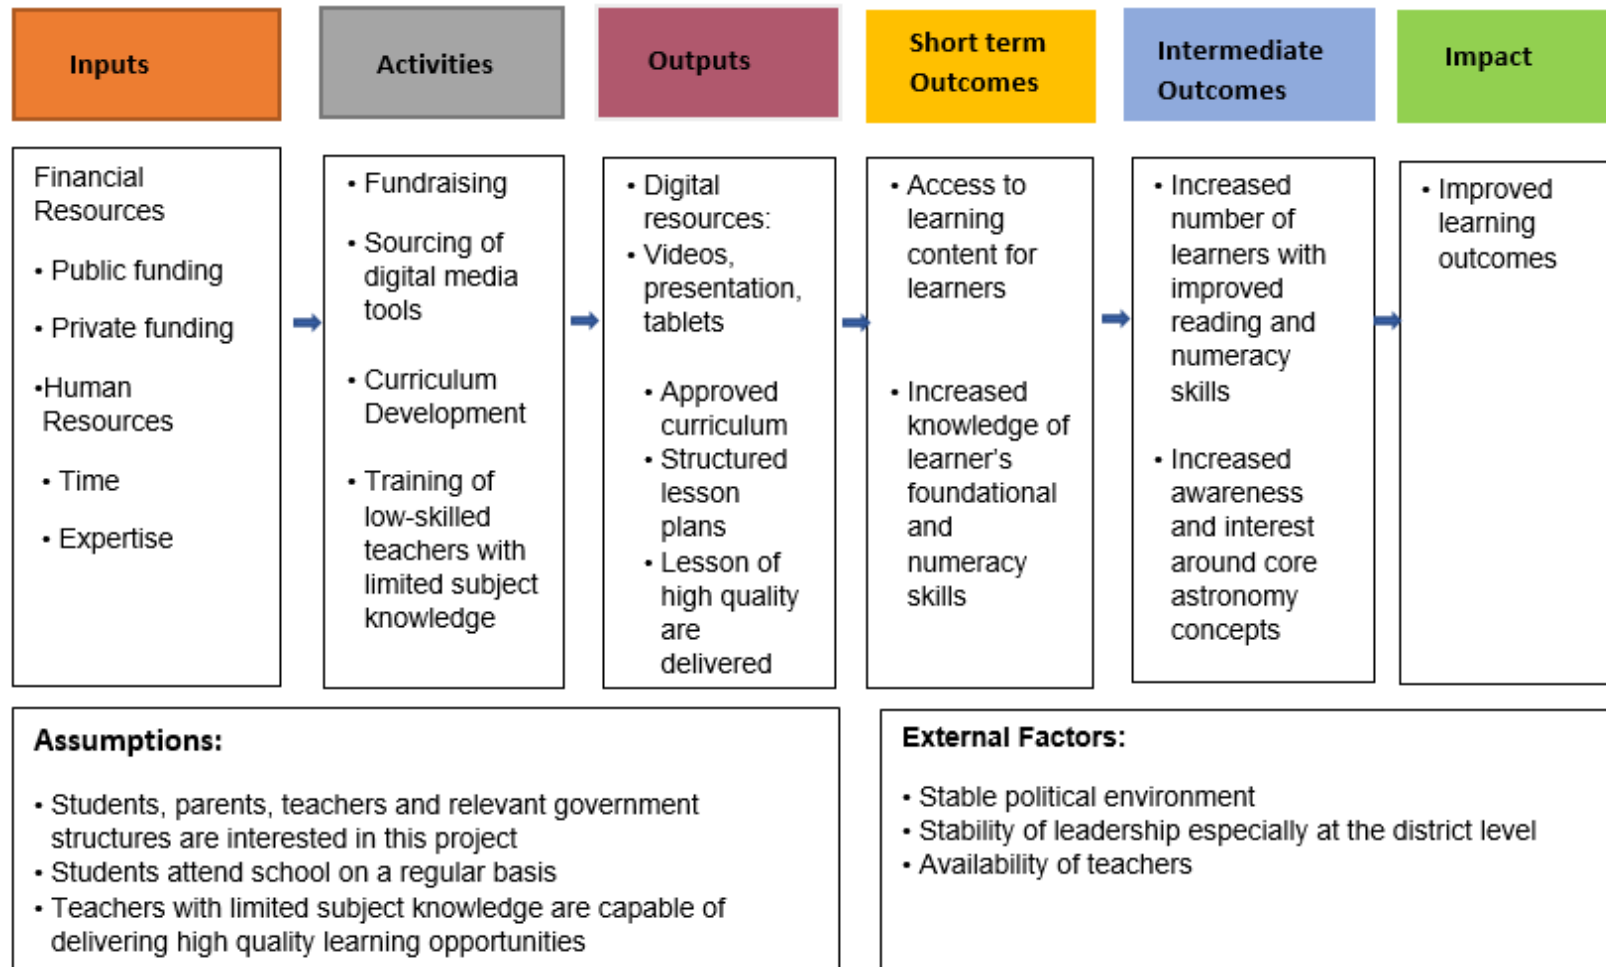 Inputs
Activities
Outputs
Short term
Outcomes
Intermediate
Outcomes
Impact
Financial
Resources
• Public funding
• Private funding
•Human
Resources
• Time
• Expertise
• Fundraising
• Sourcing of
digital media
tools
• Curriculum
Development
• Training of
low-skilled
teachers with
limited subject
knowledge
• Digital
resources:
• Videos,
presentation,
tablets
• Approved
curriculum
• Structured
lesson
plans
• Lesson of
high quality
are
delivered
• Access to
learning
content for
learners
• Increased
knowledge of
learner’s
foundational
and
numeracy
skills
• Increased
number of
learners with
improved
reading and
numeracy
skills
• Increased
awareness
and interest
around core
astronomy
concepts
• Improved
learning
outcomes
Assumptions:
• Students, parents, teachers and relevant government
structures are interested in this project
• Students attend school on a regular basis
• Teachers with limited subject knowledge are capable of
delivering high quality learning opportunities
External Factors:
• Stable political environment
• Stability of leadership especially at the district level
• Availability of teachers